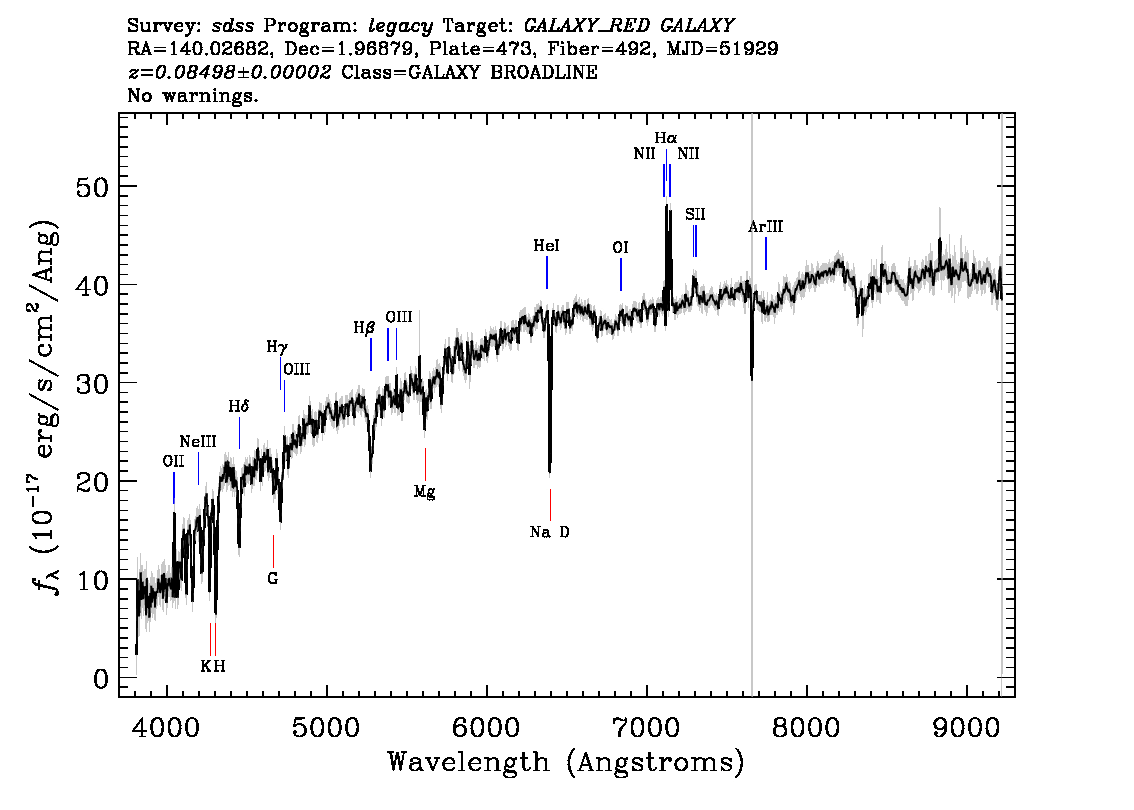 Survey: sdss Program: legacy Target: GALAXY_RED GALAXY
RA=140.02682, Dec=1.96879, Plate=473, Fiber=492, MJD=51929
z=0.08498±0.00002 Class=GALAXY BROADLINE
No warnings.
Hα
NII NII
50
SII
ArIII
HeI OI
40
OIII
Hβ
Hγ
OIII
30
Hδ
NeIII
OII
20
Mg
Na D
G
10
K H
0
fλ (10⁻¹⁷ erg/s/cm²/Ang)
4000 5000 6000 7000 8000 9000
Wavelength (Angstroms)